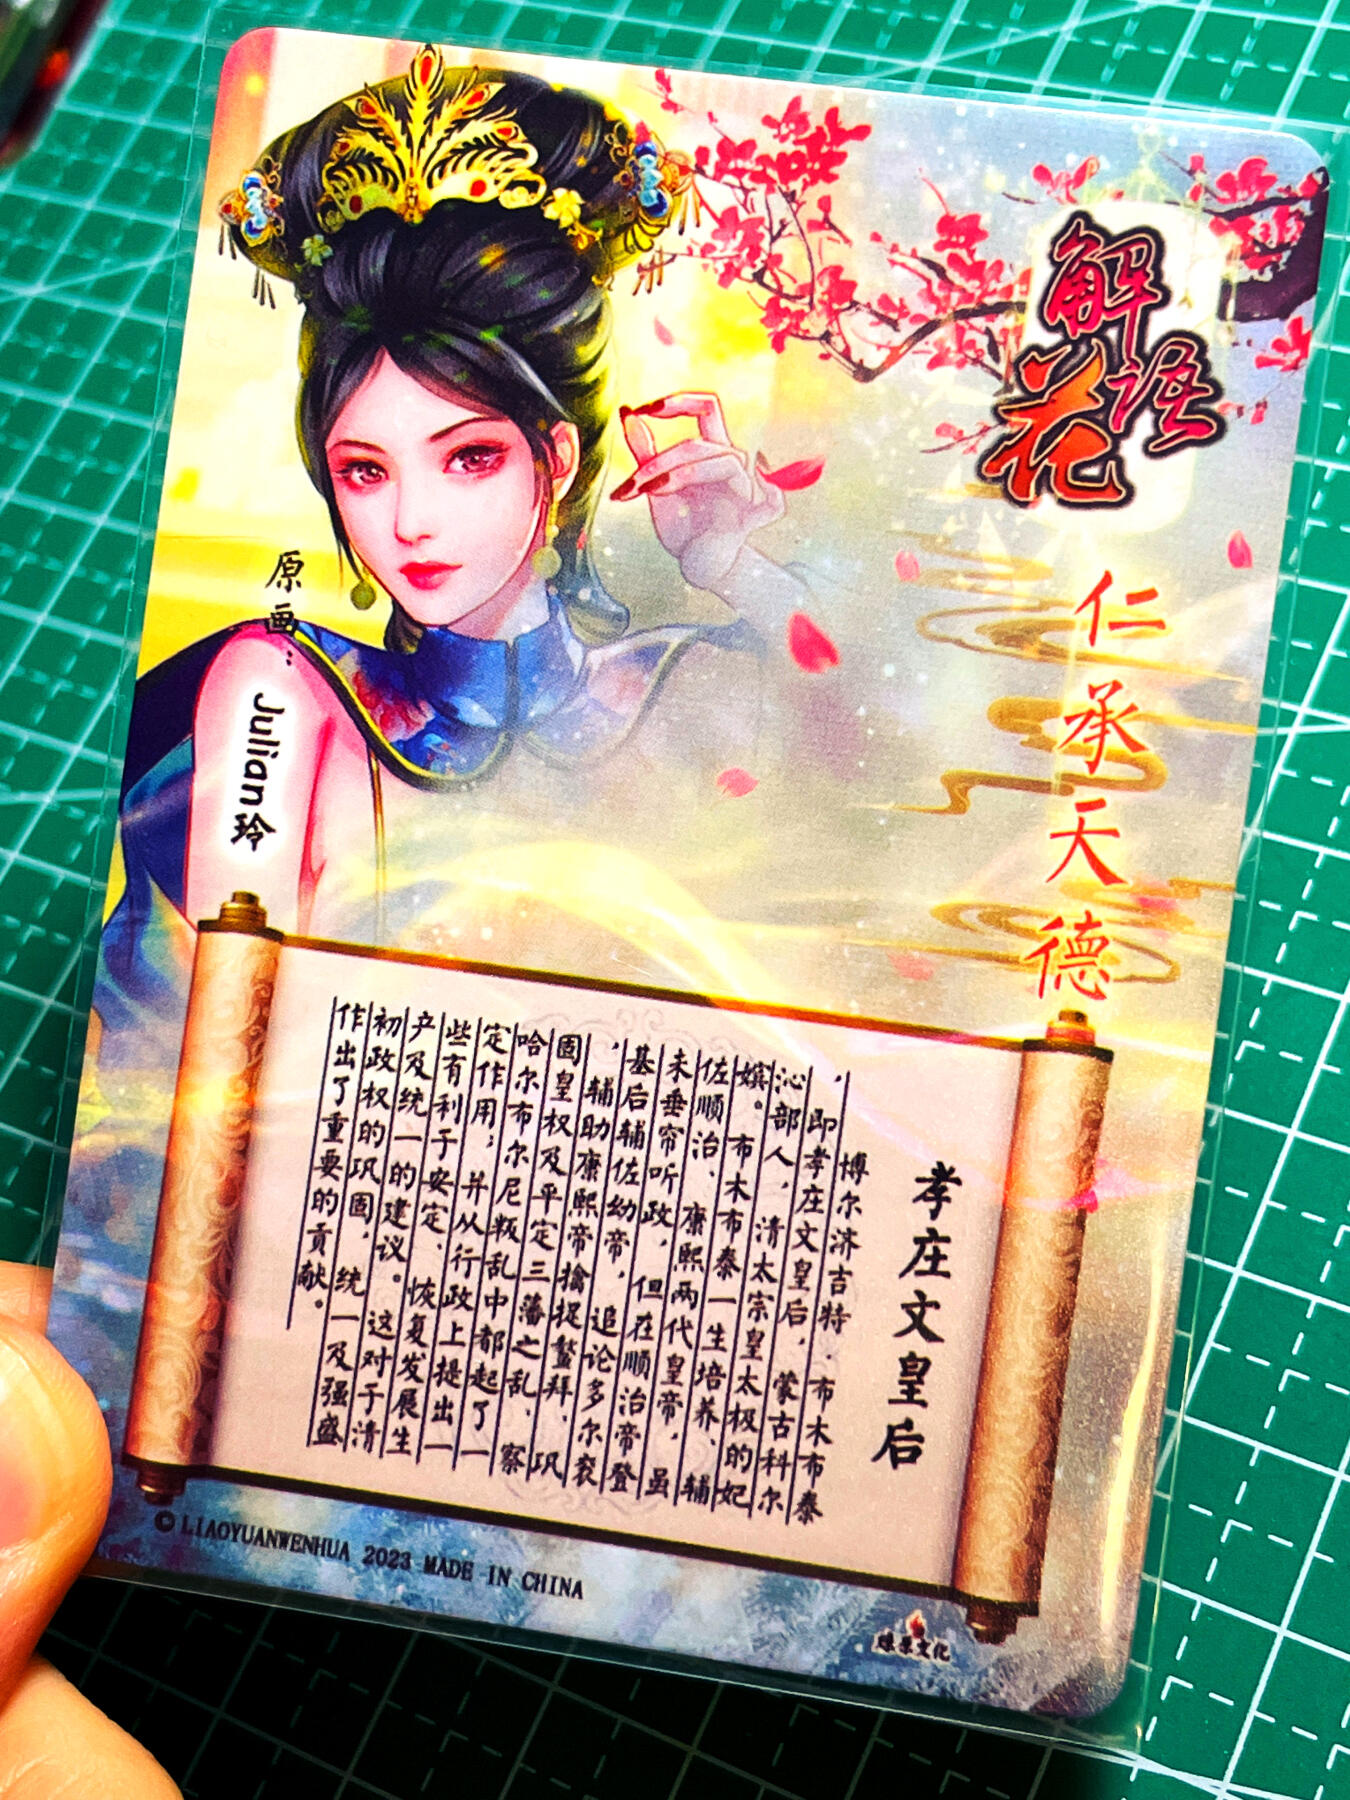 解语花
仁承天德
原画：Julian玲
孝庄文皇后
博尔济吉特·布木布泰
，即孝庄文皇后，蒙古科尔
沁部人，清太宗皇太极的妃
嫔。布木布泰一生培养、辅
佐顺治、康熙两代皇帝，虽
未垂帘听政，但在顺治帝登
基后辅佐幼帝，追论多尔衮
，辅助康熙帝擒捉鳌拜、巩
固皇权及平定三藩之乱、察
哈尔布尔尼叛乱中都起了一
定作用；并从行政上提出一
些有利于安定、恢复发展生
产及统一的建议。这对于清
初政权的巩固，统一及强盛
作出了重要的贡献。
© LIAOYUANWENHUA 2023 MADE IN CHINA
燎原文化